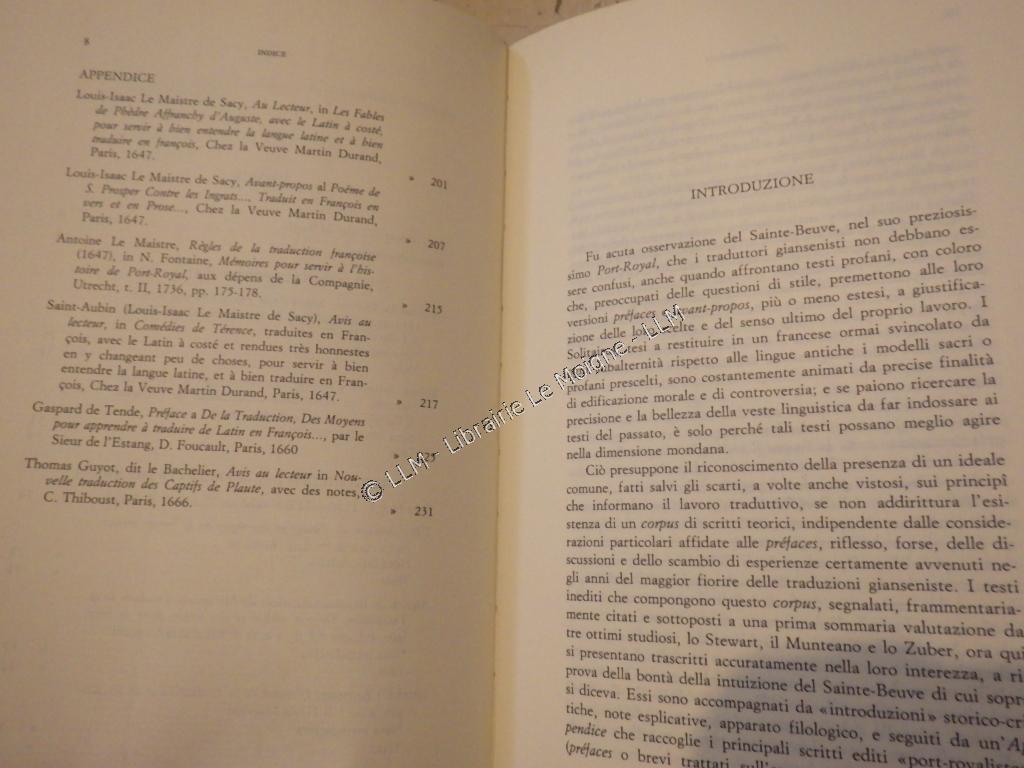 8
INDICE
APPENDICE
Louis-Isaac Le Maistre de Sacy, Au Lecteur, in Les Fables
de Phèdre Affranchy d'Auguste, avec le Latin à costé,
pour servir à bien entendre la langue latine et à bien
traduire en françois, Chez la Veuve Martin Durand,
Paris, 1647. » 201
Louis-Isaac Le Maistre de Sacy, Avant-propos al Poëme de
S. Prosper Contre les Ingrats..., Traduit en François en
vers et en Prose..., Chez la Veuve Martin Durand,
Paris, 1647. » 207
Antoine Le Maistre, Règles de la traduction françoise
(1647), in N. Fontaine, Mémoires pour servir à l'his-
toire de Port-Royal, aux dépens de la Compagnie,
Utrecht, t. II, 1736, pp. 175-178. » 215
Saint-Aubin (Louis-Isaac Le Maistre de Sacy), Avis au
lecteur, in Comédies de Térence, traduites en Fran-
çois, avec le Latin à costé et rendues très honnestes
en y changeant peu de choses, pour servir à bien
entendre la langue latine, et à bien traduire en Fran-
çois, Chez la Veuve Martin Durand, Paris, 1647. » 217
Gaspard de Tende, Préface a De la Traduction, Des Moyens
pour apprendre à traduire de Latin en François..., par le
Sieur de l'Estang, D. Foucault, Paris, 1660 »
Thomas Guyot, dit le Bachelier, Avis au lecteur in Nou-
velle traduction des Captifs de Plaute, avec des notes,
C. Thiboust, Paris, 1666. » 231
INTRODUZIONE
Fu acuta osservazione del Sainte-Beuve, nel suo preziosis-
simo Port-Royal, che i traduttori giansenisti non debbano es-
sere confusi, anche quando affrontano testi profani, con coloro
che, preoccupati delle questioni di stile, premettono alle loro
versioni préfaces o avant-propos, più o meno estesi, a giustifica-
zione delle loro scelte e del senso ultimo del proprio lavoro. I
Solitari, tesi a restituire in un francese ormai svincolato da
subalternità rispetto alle lingue antiche i modelli sacri o
profani prescelti, sono costantemente animati da precise finalità
di edificazione morale e di controversia; e se paiono ricercare la
precisione e la bellezza della veste linguistica da far indossare ai
testi del passato, è solo perché tali testi possano meglio agire
nella dimensione mondana.
Ciò presuppone il riconoscimento della presenza di un ideale
comune, fatti salvi gli scarti, a volte anche vistosi, sui principî
che informano il lavoro traduttivo, se non addirittura l'esi-
stenza di un corpus di scritti teorici, indipendente dalle conside-
razioni particolari affidate alle préfaces, riflesso, forse, delle di-
scussioni e dello scambio di esperienze certamente avvenuti ne-
gli anni del maggior fiorire delle traduzioni gianseniste. I testi
inediti che compongono questo corpus, segnalati, frammentaria-
mente citati e sottoposti a una prima sommaria valutazione da
tre ottimi studiosi, lo Stewart, il Munteano e lo Zuber, ora qui
si presentano trascritti accuratamente nella loro interezza, a ri
prova della bontà della intuizione del Sainte-Beuve di cui sopr
si diceva. Essi sono accompagnati da «introduzioni» storico-cr
tiche, note esplicative, apparato filologico, e seguiti da un'Ap
pendice che raccoglie i principali scritti editi «port-royalist
(préfaces o brevi trattati
© LLM - Librairie Le Moigne - LLM